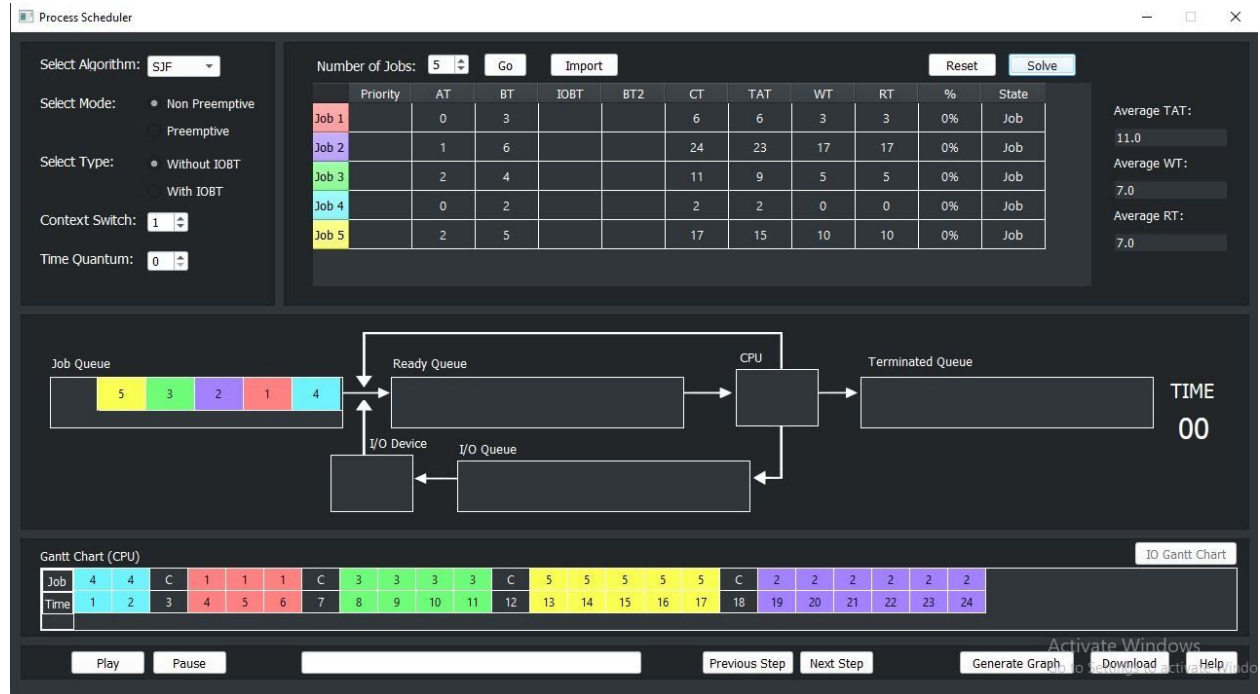 Process Scheduler
Select Algorithm: SJF
Select Mode: Non Preemptive
Preemptive
Select Type: Without IOBT
With IOBT
Context Switch: 1
Time Quantum: 0
Number of Jobs: 5 Go Import Reset Solve
Priority AT BT IOBT BT2 CT TAT WT RT % State
Job 1 0 3 6 6 3 3 0% Job
Job 2 1 6 24 23 17 17 0% Job
Job 3 2 4 11 9 5 5 0% Job
Job 4 0 2 2 2 0 0 0% Job
Job 5 2 5 17 15 10 10 0% Job
Average TAT:
11.0
Average WT:
7.0
Average RT:
7.0
Job Queue
5 3 2 1 4
Ready Queue
CPU
Terminated Queue
TIME
00
I/O Device
I/O Queue
Gantt Chart (CPU)
IO Gantt Chart
Job 4 4 C 1 1 1 C 3 3 3 3 C 5 5 5 5 5 C 2 2 2 2 2 2
Time 1 2 3 4 5 6 7 8 9 10 11 12 13 14 15 16 17 18 19 20 21 22 23 24
Play Pause Previous Step Next Step Generate Graph Download Help
Activate Windows
Go to Settings to activate Windo